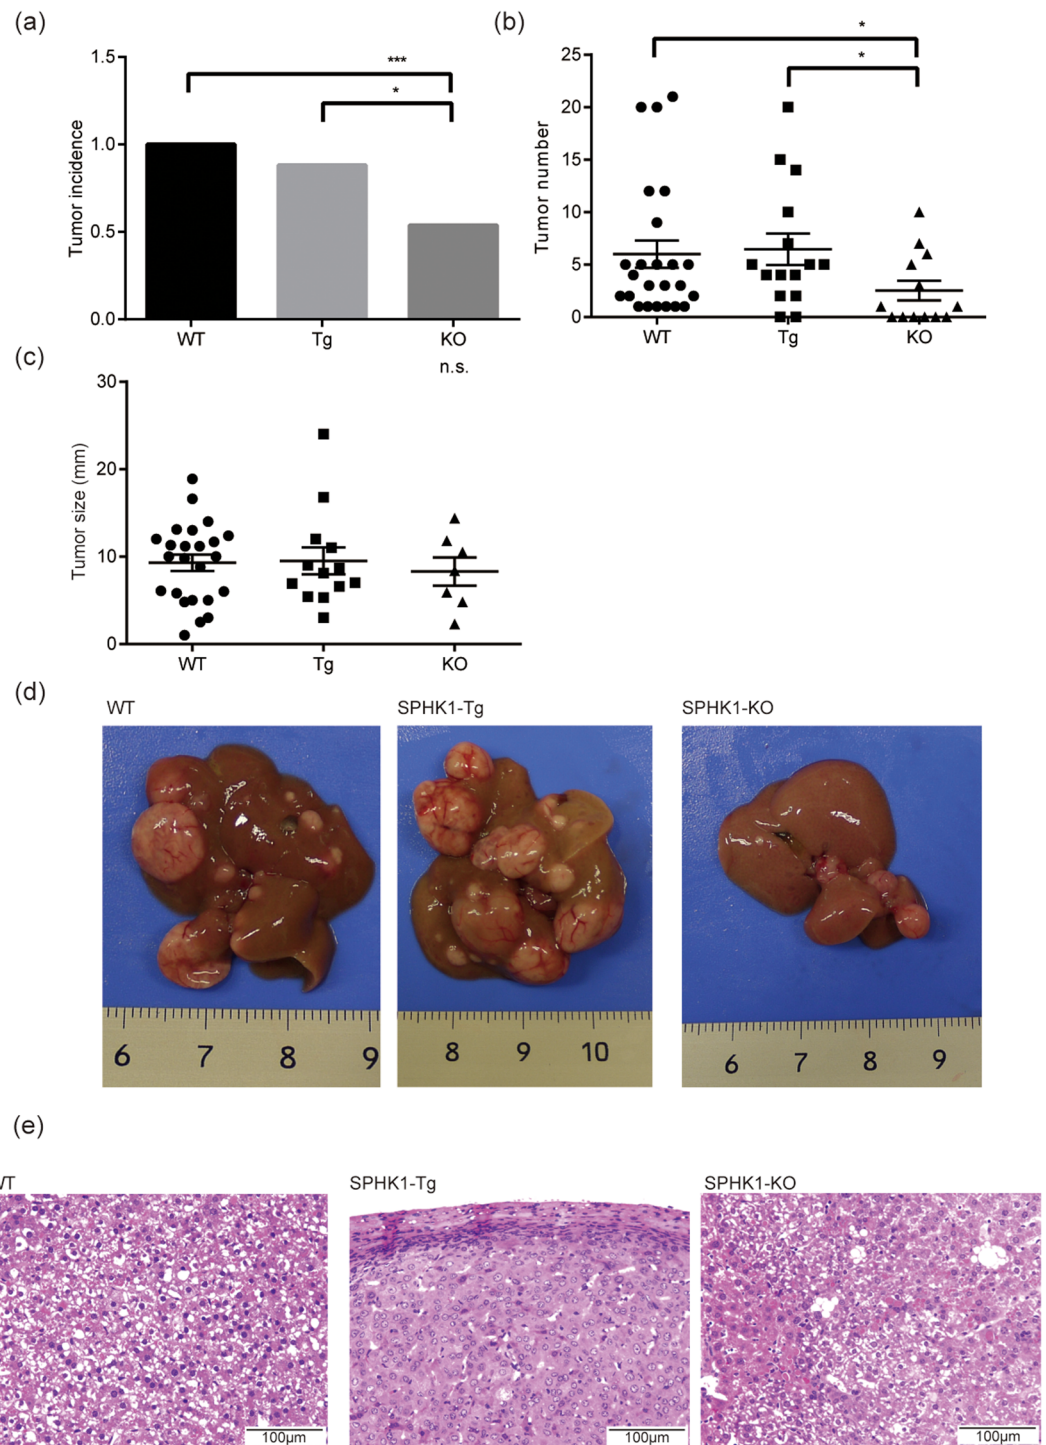 (a)
1.5
1.0
0.5
0.0
Tumor incidence
***
*
WT Tg KO
(b)
25
20
15
10
5
0
Tumor number
*
*
WT Tg KO
(c)
n.s.
30
20
10
0
Tumor size (mm)
WT Tg KO
(d)
WT SPHK1-Tg SPHK1-KO
6 7 8 9
8 9 10
6 7 8 9
(e)
WT SPHK1-Tg SPHK1-KO
100μm 100μm 100μm